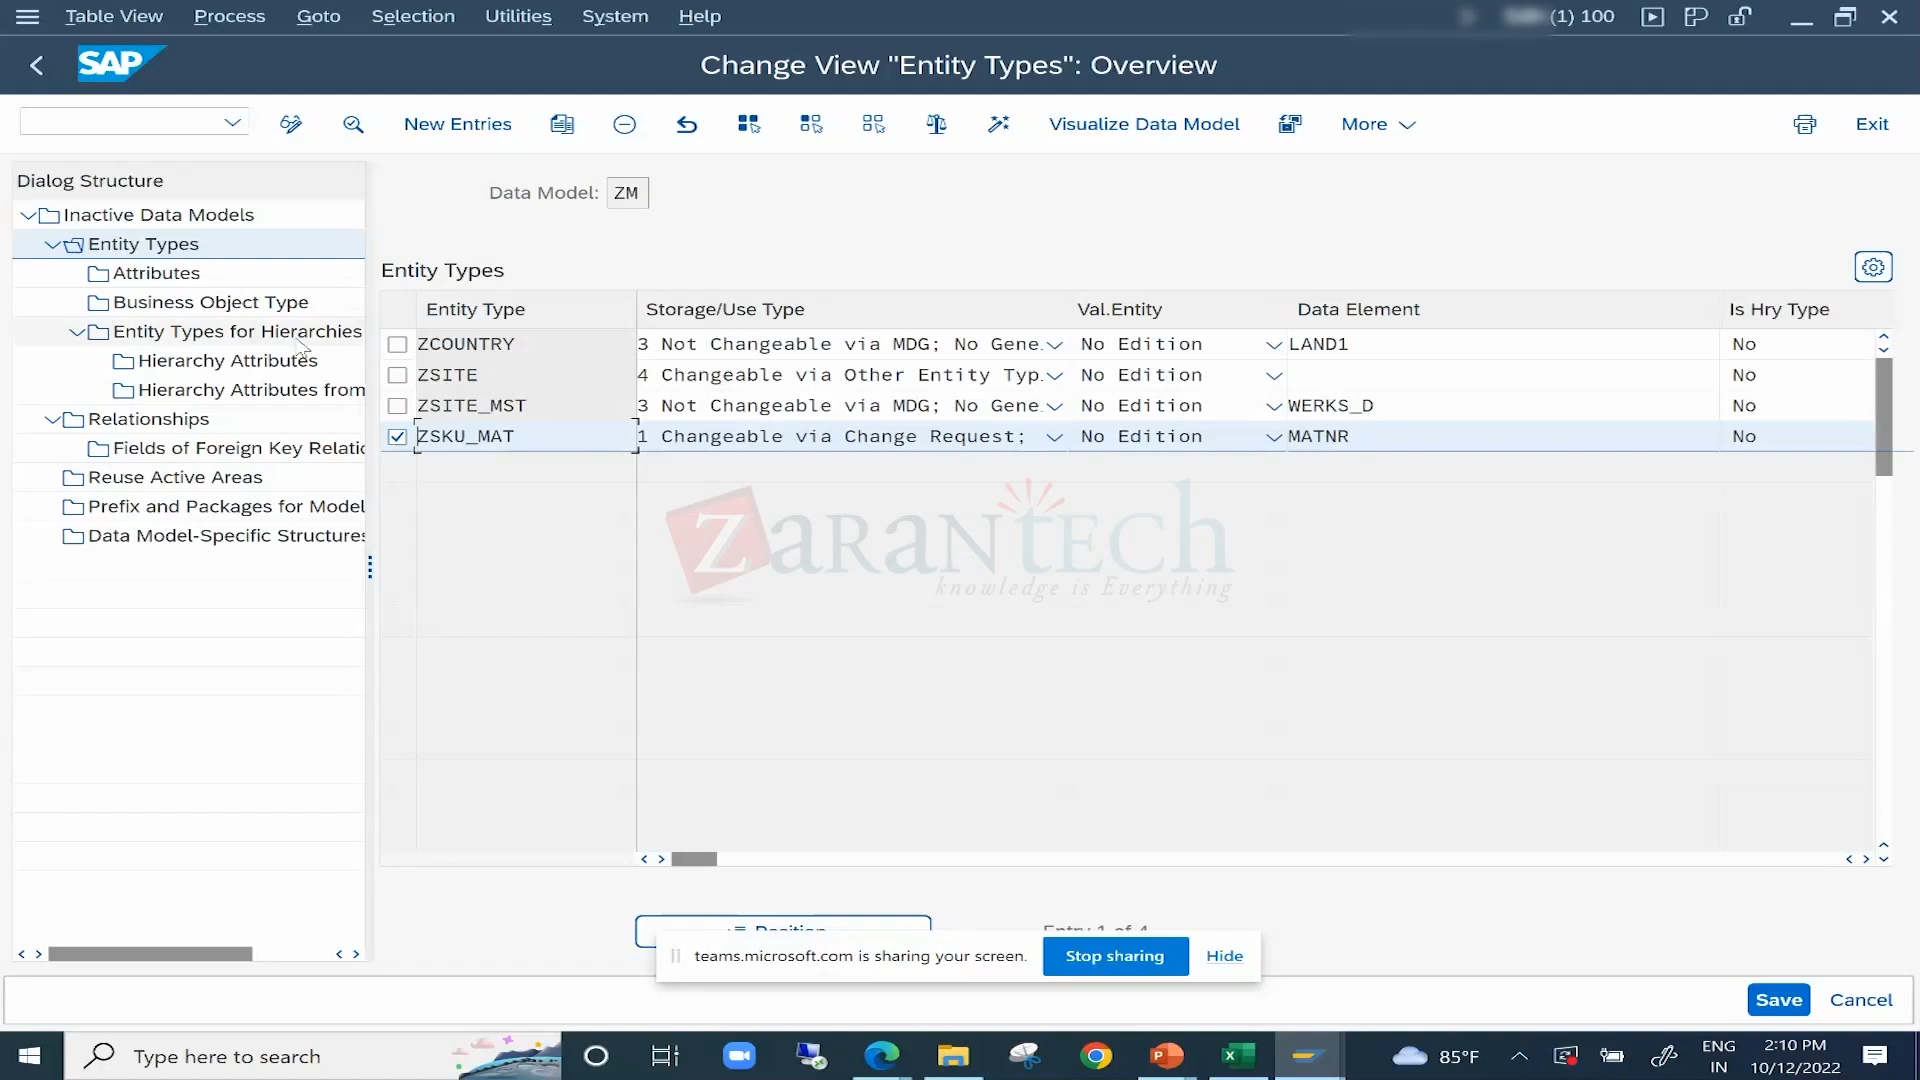 Table View Process Goto Selection Utilities System Help (1) 100
SAP Change View "Entity Types": Overview
New Entries Visualize Data Model More Exit
Dialog Structure
Inactive Data Models
Entity Types
Attributes
Business Object Type
Entity Types for Hierarchies
Hierarchy Attributes
Hierarchy Attributes from
Relationships
Fields of Foreign Key Relatic
Reuse Active Areas
Prefix and Packages for Model
Data Model-Specific Structures
Data Model: ZM
Entity Types
Entity Type Storage/Use Type Val.Entity Data Element Is Hry Type
ZCOUNTRY 3 Not Changeable via MDG; No Gene. No Edition LAND1 No
ZSITE 4 Changeable via Other Entity Typ. No Edition No
ZSITE_MST 3 Not Changeable via MDG; No Gene. No Edition WERKS_D No
ZSKU_MAT 1 Changeable via Change Request; No Edition MATNR No
ZaranTech
knowledge is Everything
Position Entry 1 of 4
teams.microsoft.com is sharing your screen. Stop sharing Hide
Save Cancel
Type here to search 85°F ENG 2:10 PM
IN 10/12/2022